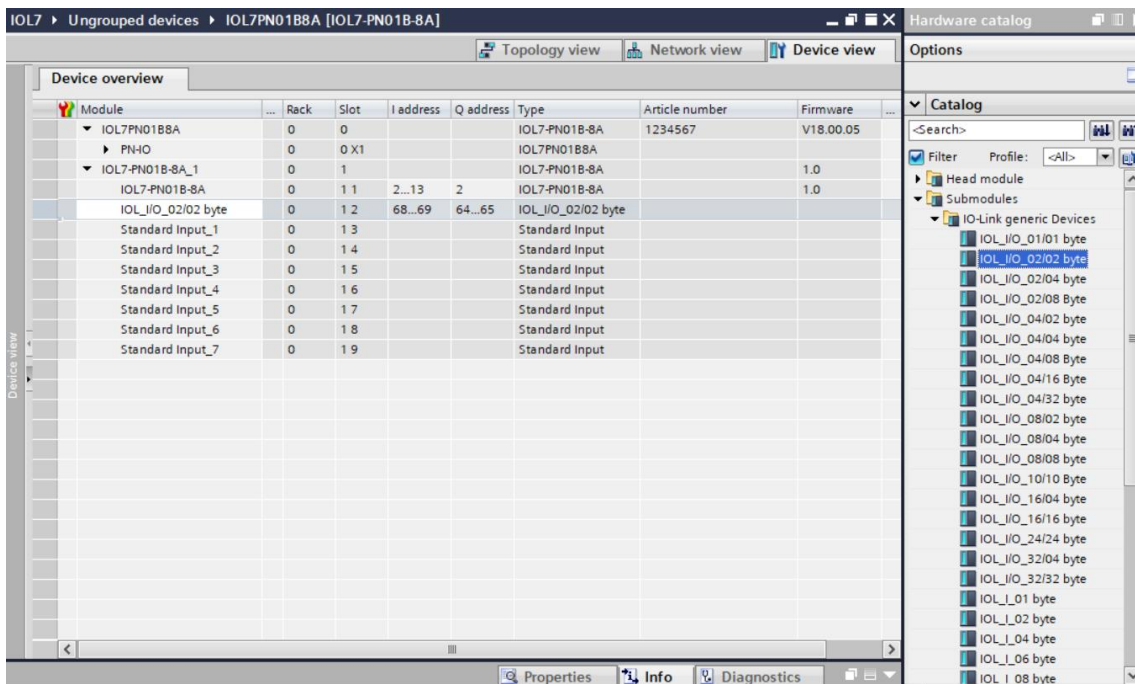 IOL7 ▸ Ungrouped devices ▸ IOL7PN01B8A [IOL7-PN01B-8A]
Topology view Network view Device view
Device overview
Module ... Rack Slot I address Q address Type Article number Firmware ...
IOL7PN01B8A 0 0 IOL7-PN01B-8A 1234567 V18.00.05
PN-IO 0 0 X1 IOL7PN01B8A
IOL7-PN01B-8A_1 0 1 IOL7-PN01B-8A 1.0
IOL7-PN01B-8A 0 1 1 2...13 2 IOL7-PN01B-8A 1.0
IOL_I/O_02/02 byte 0 1 2 68...69 64...65 IOL_I/O_02/02 byte
Standard Input_1 0 1 3 Standard Input
Standard Input_2 0 1 4 Standard Input
Standard Input_3 0 1 5 Standard Input
Standard Input_4 0 1 6 Standard Input
Standard Input_5 0 1 7 Standard Input
Standard Input_6 0 1 8 Standard Input
Standard Input_7 0 1 9 Standard Input
Device view
Properties Info Diagnostics
Hardware catalog
Options
Catalog
<Search>
Filter Profile: <All>
Head module
Submodules
IO-Link generic Devices
IOL_I/O_01/01 byte
IOL_I/O_02/02 byte
IOL_I/O_02/04 byte
IOL_I/O_02/08 Byte
IOL_I/O_04/02 byte
IOL_I/O_04/04 byte
IOL_I/O_04/08 Byte
IOL_I/O_04/16 Byte
IOL_I/O_04/32 byte
IOL_I/O_08/02 byte
IOL_I/O_08/04 byte
IOL_I/O_08/08 byte
IOL_I/O_10/10 Byte
IOL_I/O_16/04 byte
IOL_I/O_16/16 byte
IOL_I/O_24/24 byte
IOL_I/O_32/04 byte
IOL_I/O_32/32 byte
IOL_I_01 byte
IOL_I_02 byte
IOL_I_04 byte
IOL_I_06 byte
IOL_I_08 byte